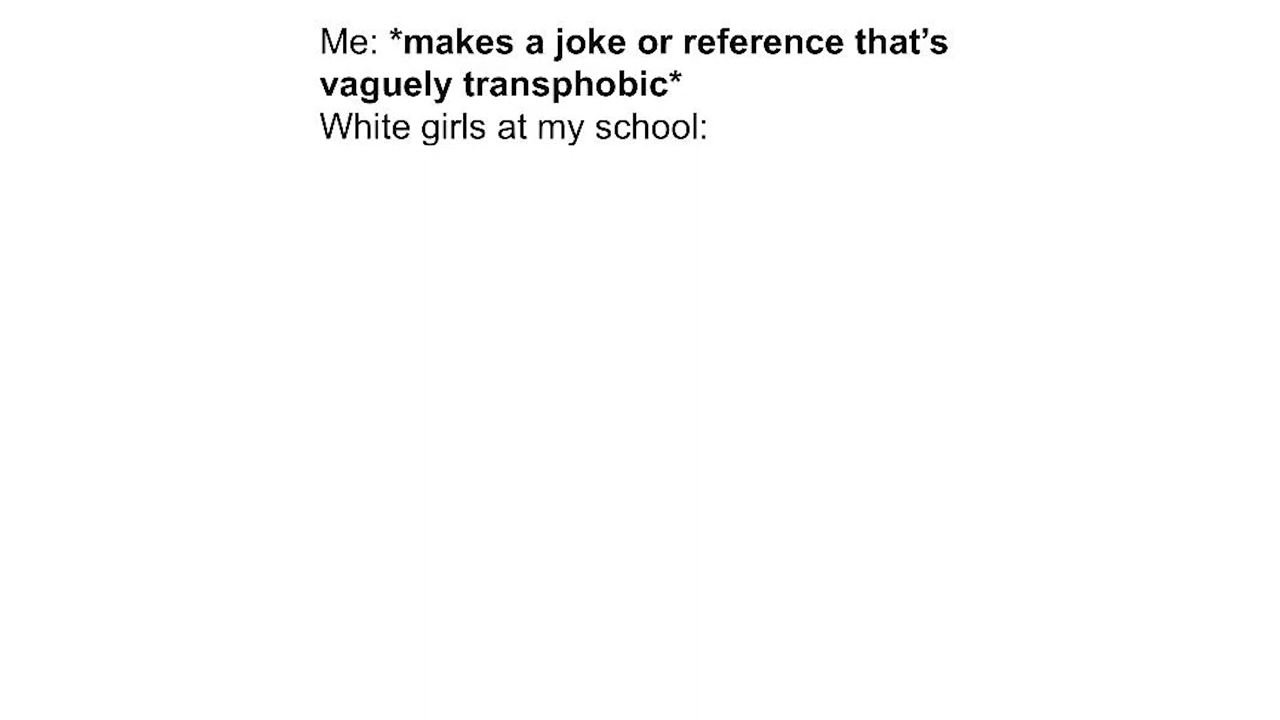 Me: *makes a joke or reference that’s
vaguely transphobic*
White girls at my school: